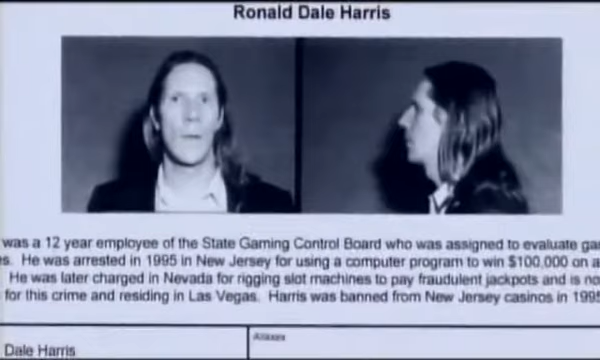 Ronald Dale Harris
was a 12 year employee of the State Gaming Control Board who was assigned to evaluate
He was arrested in 1995 in New Jersey for using a computer program to win $100,000 on a
He was later charged in Nevada for rigging slot machines to pay fraudulent jackpots and is
for this crime and residing in Las Vegas. Harris was banned from New Jersey casinos in 1995
Aliases
Dale Harris